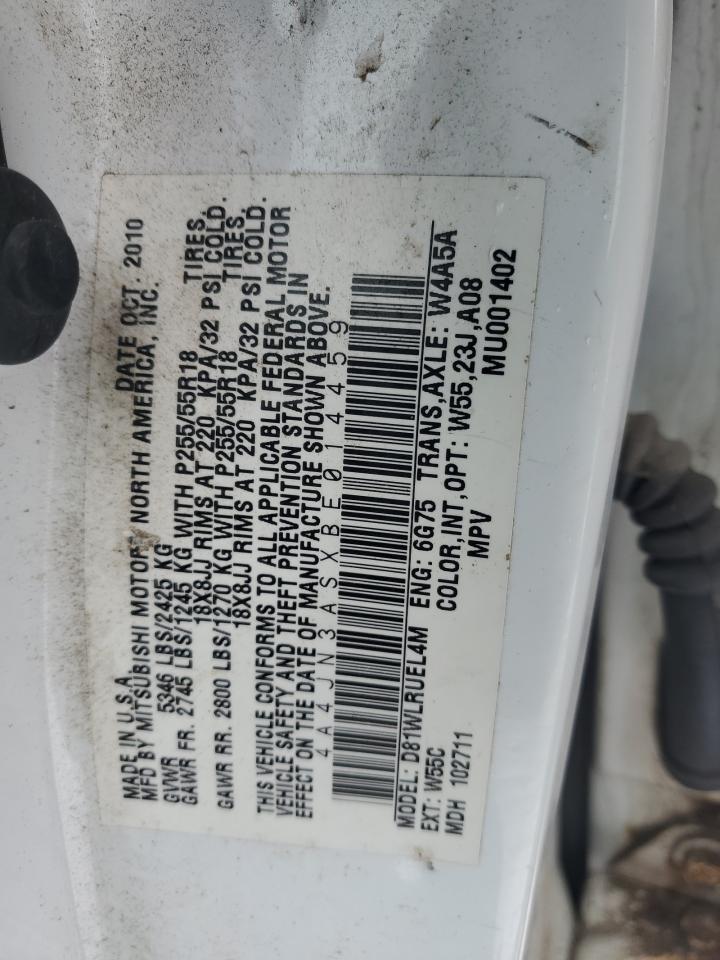 MADE IN U.S.A. DATE OCT. 2010
MFD BY MITSUBISHI MOTORS NORTH AMERICA, INC.
GVWR 5346 LBS/2425 KG
GAWR FR. 2745 LBS/1245 KG WITH P255/55R18 TIRES,
18X8JJ RIMS AT 220 KPA/32 PSI COLD.
GAWR RR. 2800 LBS/1270 KG WITH P255/55R18 TIRES,
18X8JJ RIMS AT 220 KPA/32 PSI COLD.
THIS VEHICLE CONFORMS TO ALL APPLICABLE FEDERAL MOTOR
VEHICLE SAFETY AND THEFT PREVENTION STANDARDS IN
EFFECT ON THE DATE OF MANUFACTURE SHOWN ABOVE.
4A4JN3ASXBE014459
MODEL: D81WLRUEL4M ENG: 6G75 TRANS,AXLE: W4A5A
EXT: W55C COLOR,INT,OPT: W55,23J,A08
MDH 102711 MPV MU001402